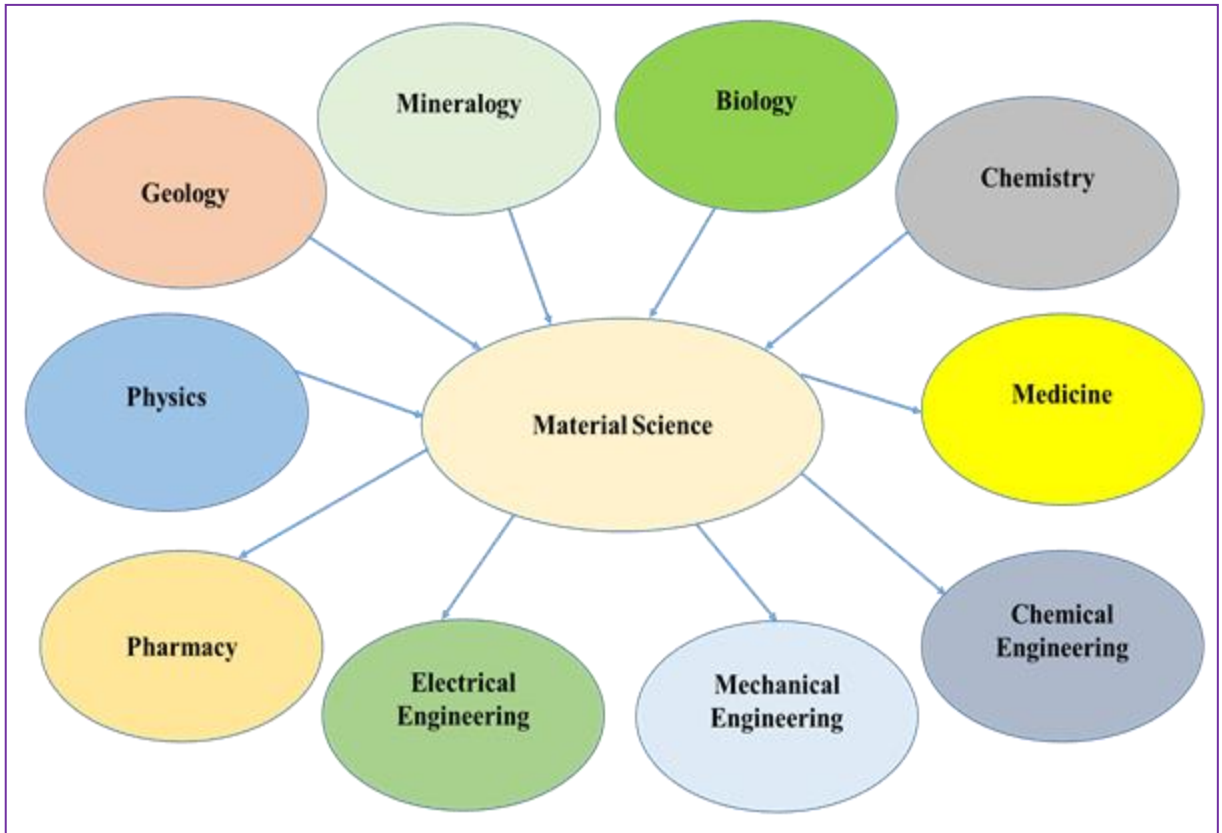 Mineralogy
Biology
Geology
Chemistry
Physics
Material Science
Medicine
Pharmacy
Electrical
Engineering
Mechanical
Engineering
Chemical
Engineering